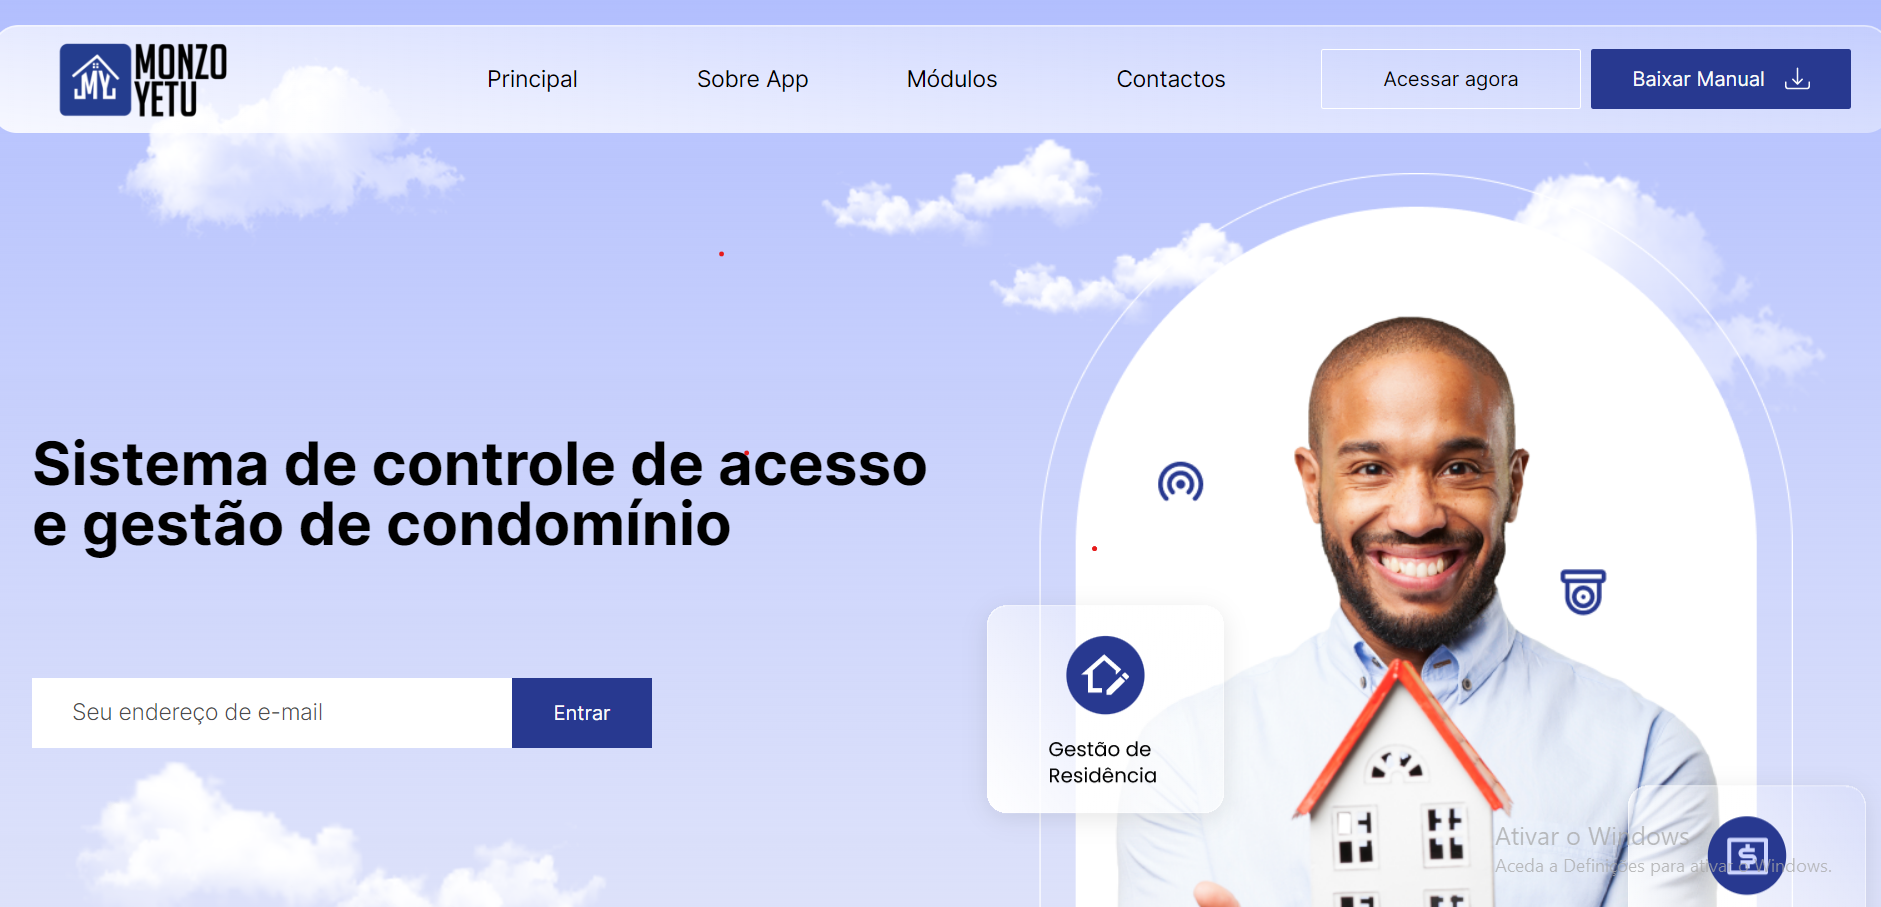 MY MONZO
YETU
Principal
Sobre App
Módulos
Contactos
Acessar agora
Baixar Manual
Sistema de controle de acesso
e gestão de condomínio
Seu endereço de e-mail
Entrar
Gestão de
Residência
$
Ativar o Windows
Aceda a Definições para ativar o Windows.